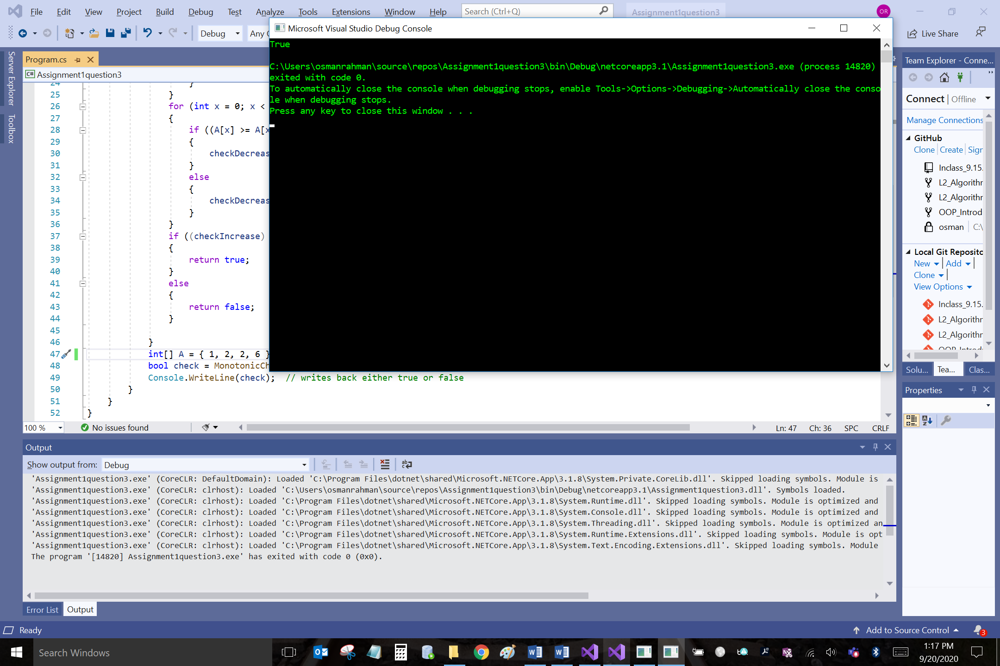 File Edit View Project Build Debug Test Analyze Tools Extensions Window Help Search (Ctrl+Q) Assignment1question3 OR
Debug Any Live Share
Microsoft Visual Studio Debug Console
True
C:\Users\osmanrahman\source\repos\Assignment1question3\bin\Debug\netcoreapp3.1\Assignment1question3.exe (process 14820)
exited with code 0.
To automatically close the console when debugging stops, enable Tools->Options->Debugging->Automatically close the conso
le when debugging stops.
Press any key to close this window . . .
Server Explorer
Toolbox
Program.cs
C# Assignment1question3
24 }
25 }
26 for (int x = 0; x <
27 {
28 if ((A[x] >= A[x
29 {
30 checkDecreas
31 }
32 else
33 {
34 checkDecreas
35 }
36 }
37 if ((checkIncrease)
38 {
39 return true;
40 }
41 else
42 {
43 return false;
44 }
45
46 }
47 int[] A = { 1, 2, 2, 6 }
48 bool check = MonotonicCh
49 Console.WriteLine(check); // writes back either true or false
50 }
51 }
52 }
100 % No issues found Ln: 47 Ch: 36 SPC CRLF
Output
Show output from: Debug
'Assignment1question3.exe' (CoreCLR: DefaultDomain): Loaded 'C:\Program Files\dotnet\shared\Microsoft.NETCore.App\3.1.8\System.Private.CoreLib.dll'. Skipped loading symbols. Module is
'Assignment1question3.exe' (CoreCLR: clrhost): Loaded 'C:\Users\osmanrahman\source\repos\Assignment1question3\bin\Debug\netcoreapp3.1\Assignment1question3.dll'. Symbols loaded.
'Assignment1question3.exe' (CoreCLR: clrhost): Loaded 'C:\Program Files\dotnet\shared\Microsoft.NETCore.App\3.1.8\System.Runtime.dll'. Skipped loading symbols. Module is optimized and
'Assignment1question3.exe' (CoreCLR: clrhost): Loaded 'C:\Program Files\dotnet\shared\Microsoft.NETCore.App\3.1.8\System.Console.dll'. Skipped loading symbols. Module is optimized and
'Assignment1question3.exe' (CoreCLR: clrhost): Loaded 'C:\Program Files\dotnet\shared\Microsoft.NETCore.App\3.1.8\System.Threading.dll'. Skipped loading symbols. Module is optimized an
'Assignment1question3.exe' (CoreCLR: clrhost): Loaded 'C:\Program Files\dotnet\shared\Microsoft.NETCore.App\3.1.8\System.Runtime.Extensions.dll'. Skipped loading symbols. Module is opt
'Assignment1question3.exe' (CoreCLR: clrhost): Loaded 'C:\Program Files\dotnet\shared\Microsoft.NETCore.App\3.1.8\System.Text.Encoding.Extensions.dll'. Skipped loading symbols. Module
The program '[14820] Assignment1question3.exe' has exited with code 0 (0x0).
Error List Output
Team Explorer - Conne...
Connect | Offline
Manage Connections
GitHub
Clone Create Sign
Inclass_9.15.
L2_Algorithm
L2_Algorithm
OOP_Introd
osman C:\
Local Git Reposito
New Add
Clone
View Options
Inclass_9.15.
L2_Algorithm
L2_Algorithm
OOP_Introd
Solu... Tea... Clas...
Properties
Ready Add to Source Control 3
Search Windows
1:17 PM
9/20/2020